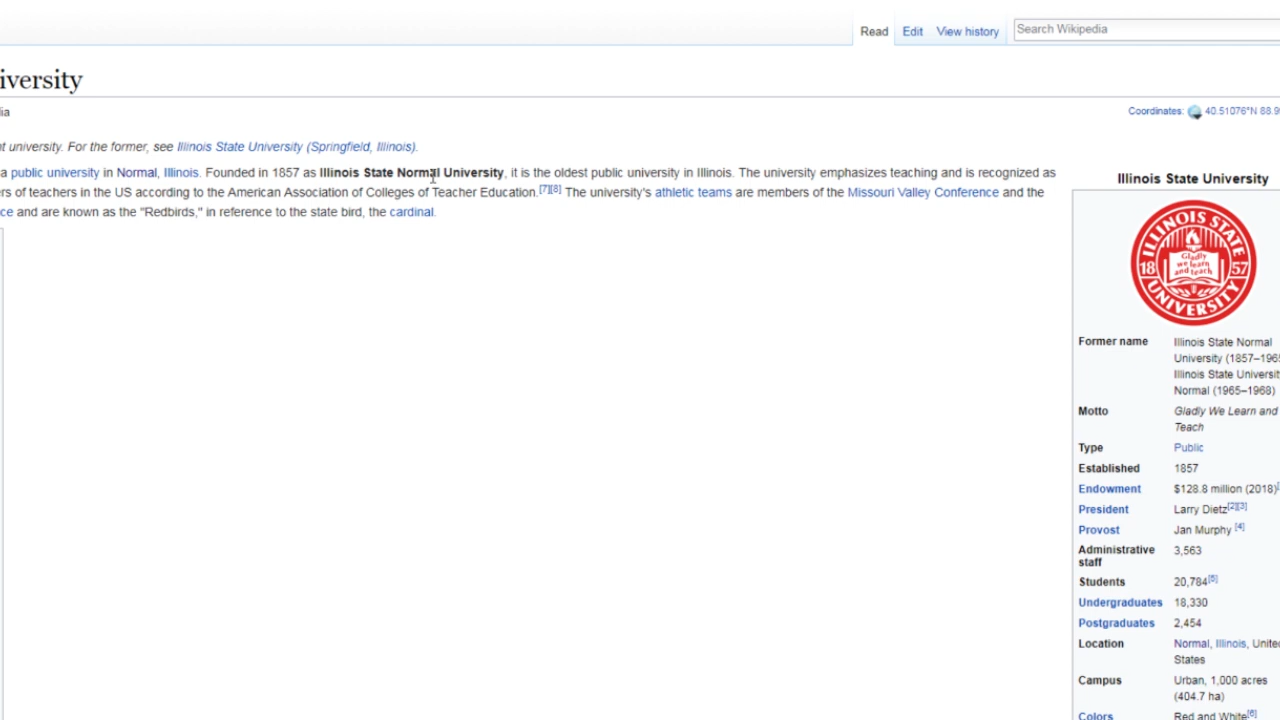 Read Edit View history Search Wikipedia
iversity
dia
Coordinates: 40.51076°N 88.9
t university. For the former, see Illinois State University (Springfield, Illinois).
a public university in Normal, Illinois. Founded in 1857 as Illinois State Normal University, it is the oldest public university in Illinois. The university emphasizes teaching and is recognized as
rs of teachers in the US according to the American Association of Colleges of Teacher Education.[7][8] The university's athletic teams are members of the Missouri Valley Conference and the
ce and are known as the "Redbirds," in reference to the state bird, the cardinal.
Illinois State University
ILLINOIS STATE
Gladly
we learn
and teach
18 57
UNIVERSITY
Former name Illinois State Normal
University (1857–196
Illinois State Universit
Normal (1965–1968)
Motto Gladly We Learn and
Teach
Type Public
Established 1857
Endowment $128.8 million (2018)[
President Larry Dietz[2][3]
Provost Jan Murphy [4]
Administrative 3,563
staff
Students 20,784[5]
Undergraduates 18,330
Postgraduates 2,454
Location Normal, Illinois, Unite
States
Campus Urban, 1,000 acres
(404.7 ha)
Colors Red and White[6]